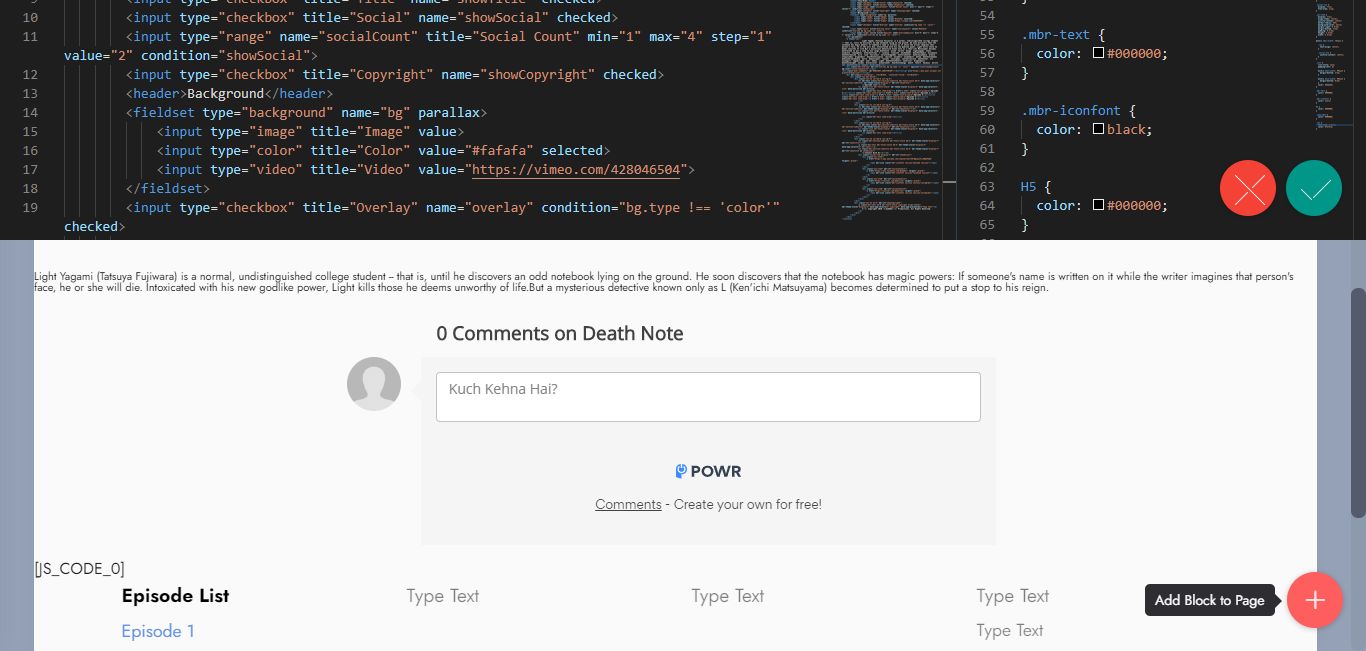 9 <input type="checkbox" title="Title" name="showTitle" checked>
10 <input type="checkbox" title="Social" name="showSocial" checked>
11 <input type="range" name="socialCount" title="Social Count" min="1" max="4" step="1"
value="2" condition="showSocial">
12 <input type="checkbox" title="Copyright" name="showCopyright" checked>
13 <header>Background</header>
14 <fieldset type="background" name="bg" parallax>
15 <input type="image" title="Image" value>
16 <input type="color" title="Color" value="#fafafa" selected>
17 <input type="video" title="Video" value="https://vimeo.com/428046504">
18 </fieldset>
19 <input type="checkbox" title="Overlay" name="overlay" condition="bg.type !== 'color'"
checked>
54
55 .mbr-text {
56 color: #000000;
57 }
58
59 .mbr-iconfont {
60 color: black;
61 }
62
63 H5 {
64 color: #000000;
65 }
Light Yagami (Tatsuya Fujiwara) is a normal, undistinguished college student – that is, until he discovers an odd notebook lying on the ground. He soon discovers that the notebook has magic powers: If someone's name is written on it while the writer imagines that person's
face, he or she will die. Intoxicated with his new godlike power, Light kills those he deems unworthy of life.But a mysterious detective known only as L (Ken'ichi Matsuyama) becomes determined to put a stop to his reign.
0 Comments on Death Note
Kuch Kehna Hai?
POWR
Comments - Create your own for free!
[JS_CODE_0]
Episode List Type Text Type Text Type Text
Add Block to Page
Episode 1 Type Text